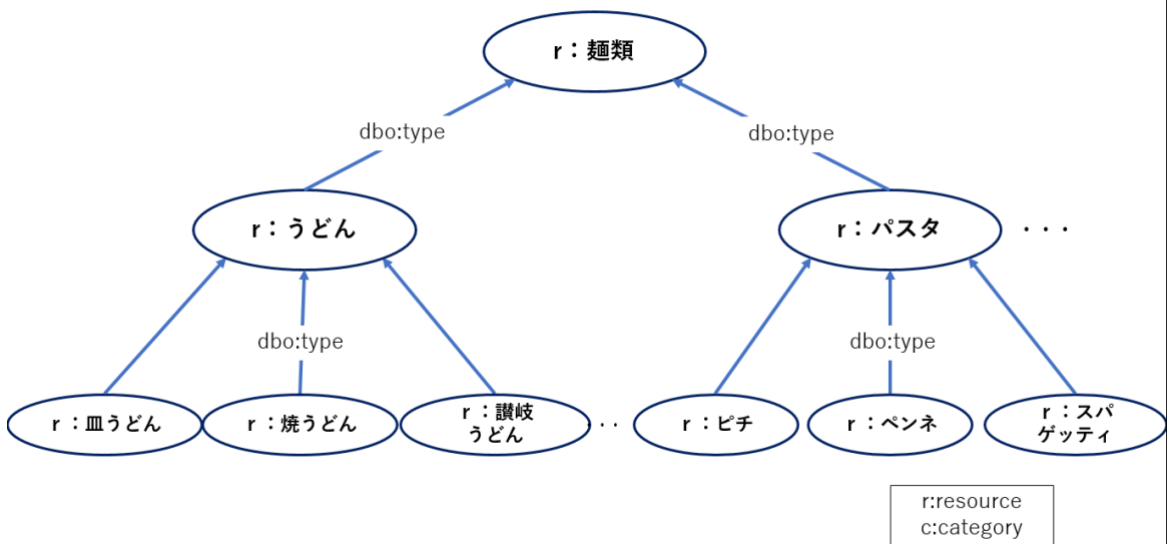 r：麺類
dbo:type
dbo:type
r：うどん
r：パスタ
・・・
dbo:type
dbo:type
r：皿うどん
r：焼うどん
r：讃岐
うどん
・・・
r：ピチ
r：ペンネ
r：スパ
ゲッティ
r:resource
c:category